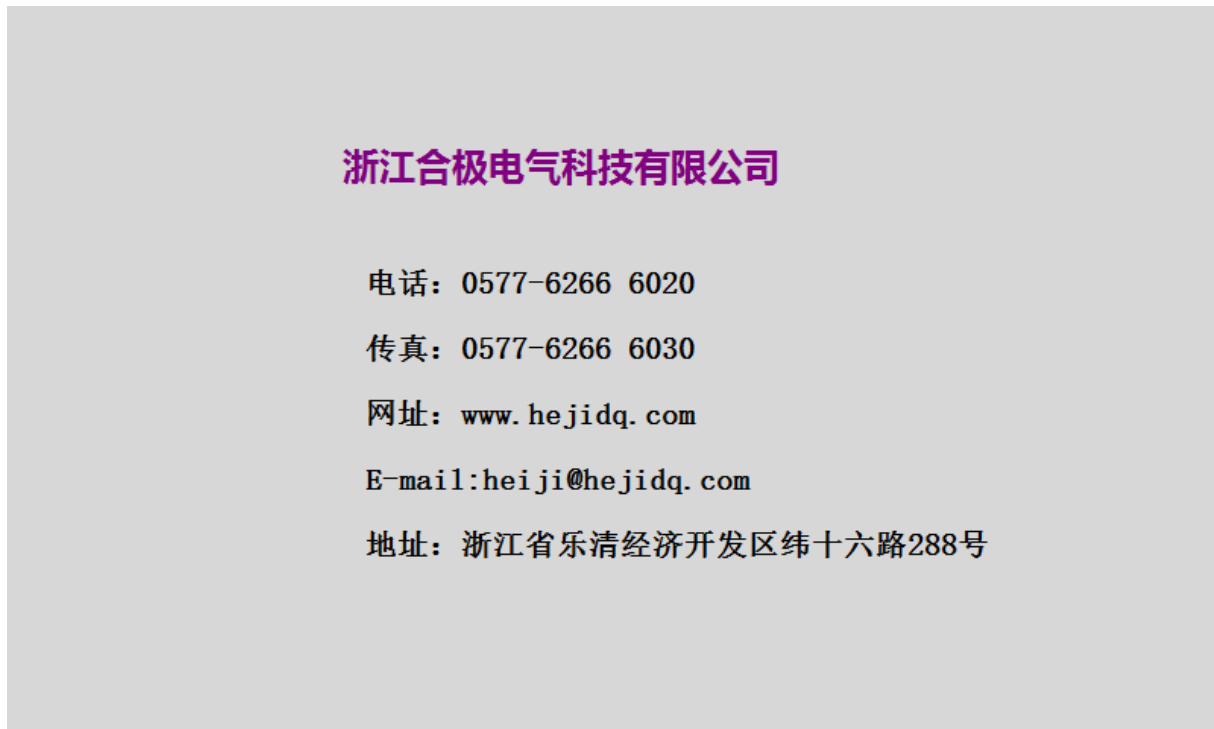 浙江合极电气科技有限公司
电话：0577-6266 6020
传真：0577-6266 6030
网址：www.hejidq.com
E-mail:heiji@hejidq.com
地址：浙江省乐清经济开发区纬十六路288号